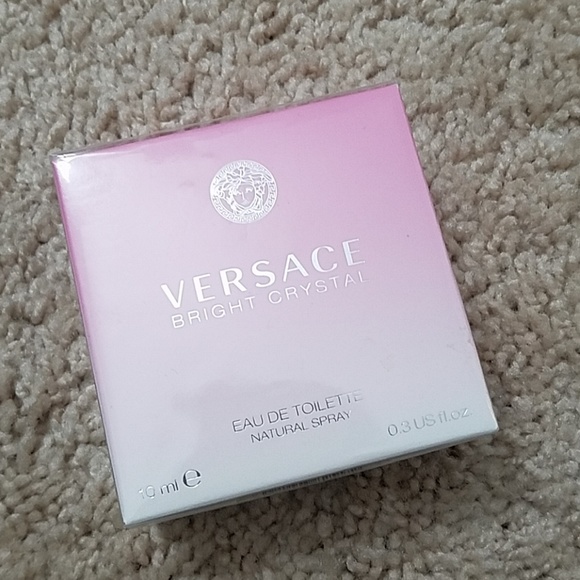 VERSACE
BRIGHT CRYSTAL
EAU DE TOILETTE
NATURAL SPRAY
10 ml e 0.3 US fl.oz.